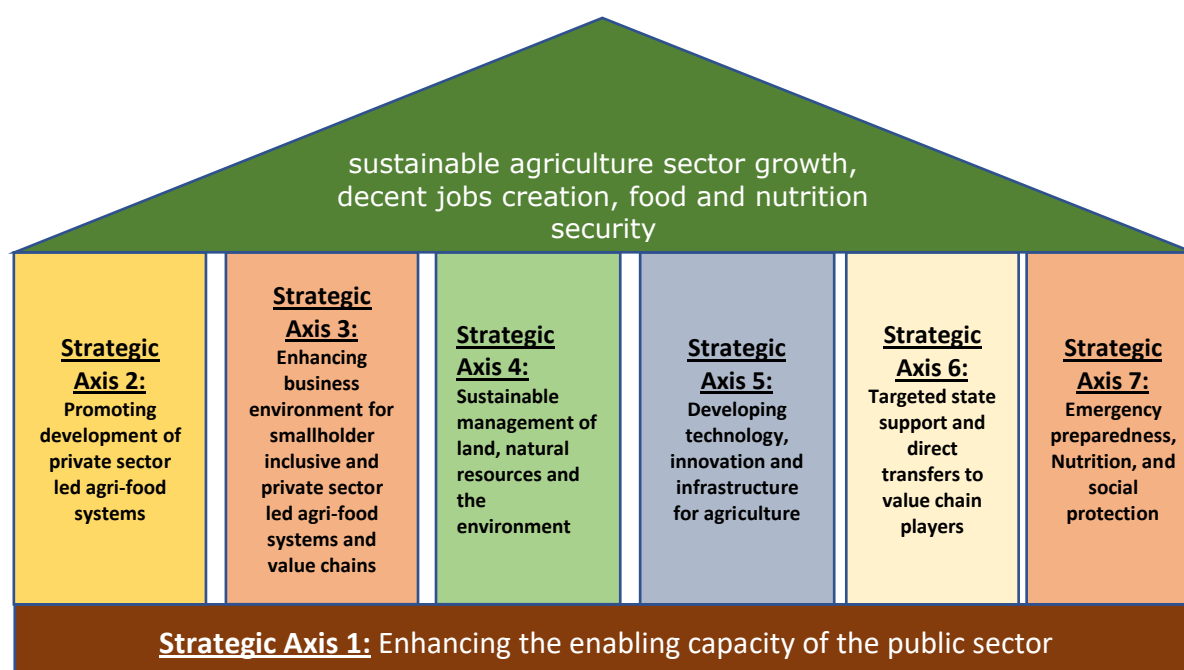 sustainable agriculture sector growth,
decent jobs creation, food and nutrition
security
Strategic
Axis 2:
Promoting
development of
private sector
led agri-food
systems
Strategic
Axis 3:
Enhancing
business
environment for
smallholder
inclusive and
private sector
led agri-food
systems and
value chains
Strategic
Axis 4:
Sustainable
management of
land, natural
resources and
the
environment
Strategic
Axis 5:
Developing
technology,
innovation and
infrastructure
for agriculture
Strategic
Axis 6:
Targeted state
support and
direct
transfers to
value chain
players
Strategic
Axis 7:
Emergency
preparedness,
Nutrition, and
social
protection
Strategic Axis 1: Enhancing the enabling capacity of the public sector